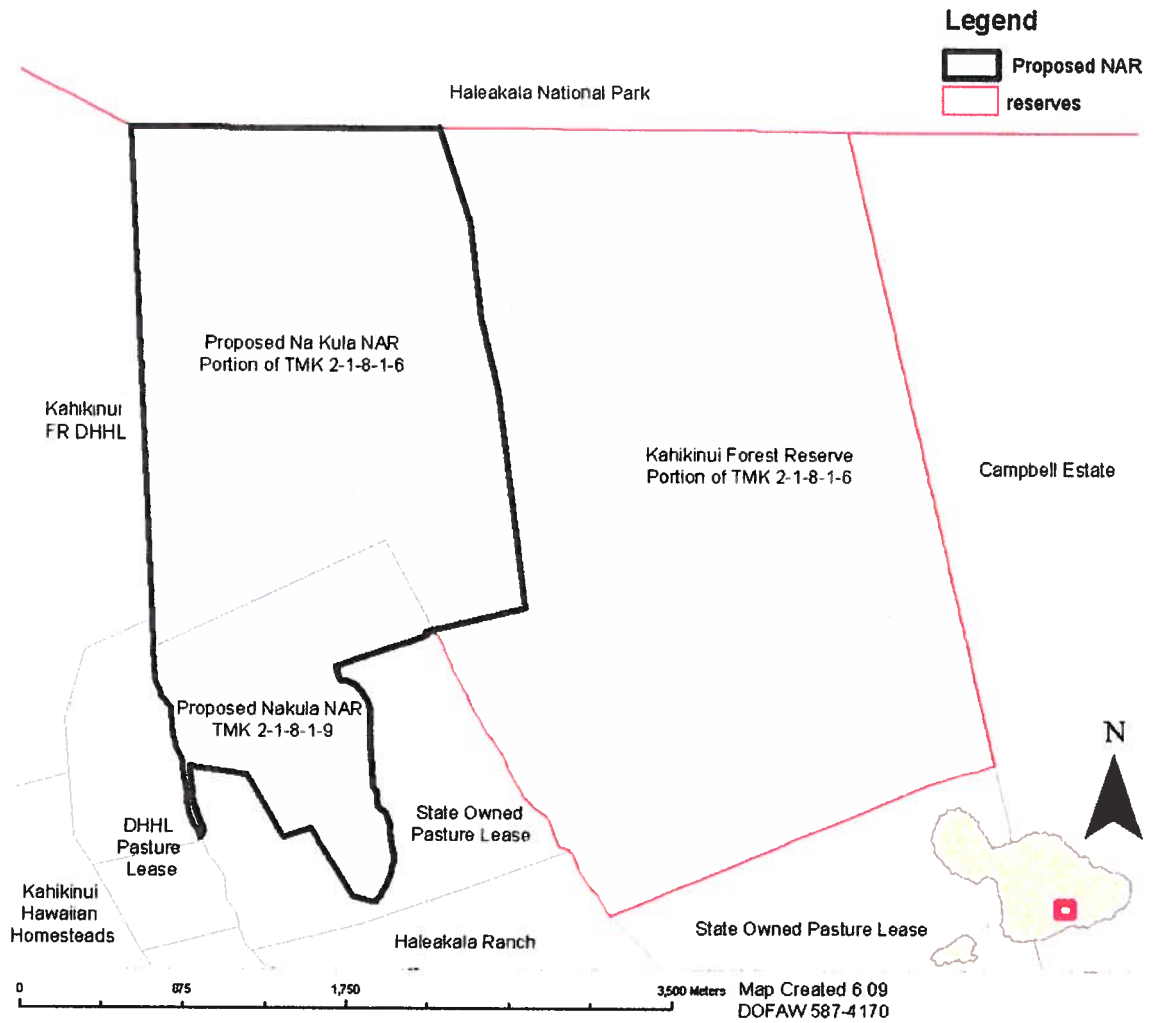 Legend
Proposed NAR
reserves
Haleakala National Park
Proposed Na Kula NAR
Portion of TMK 2-1-8-1-6
Kahikinui
FR DHHL
Kahikinui Forest Reserve
Portion of TMK 2-1-8-1-6
Campbell Estate
Proposed Nakula NAR
TMK 2-1-8-1-9
N
DHHL
Pasture
Lease
State Owned
Pasture Lease
Kahikinui
Hawaiian
Homesteads
Haleakala Ranch
State Owned Pasture Lease
0 875 1,750 3,500 Meters
Map Created 6 09
DOFAW 587-4170